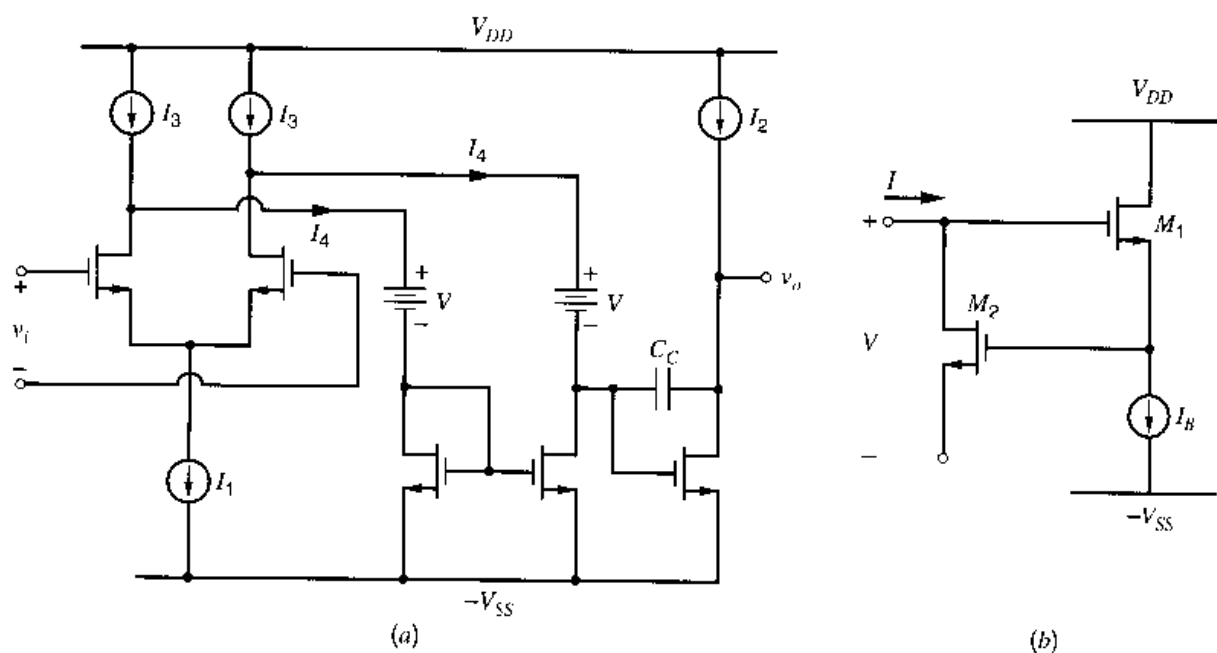 V_DD
I_3
I_3
I_2
I_4
I_4
+
V
−
+
V
−
v_o
+
v_i
−
C_C
I_1
−V_SS
(a)
V_DD
I
+
M_1
M_2
V
I_B
−
−V_SS
(b)